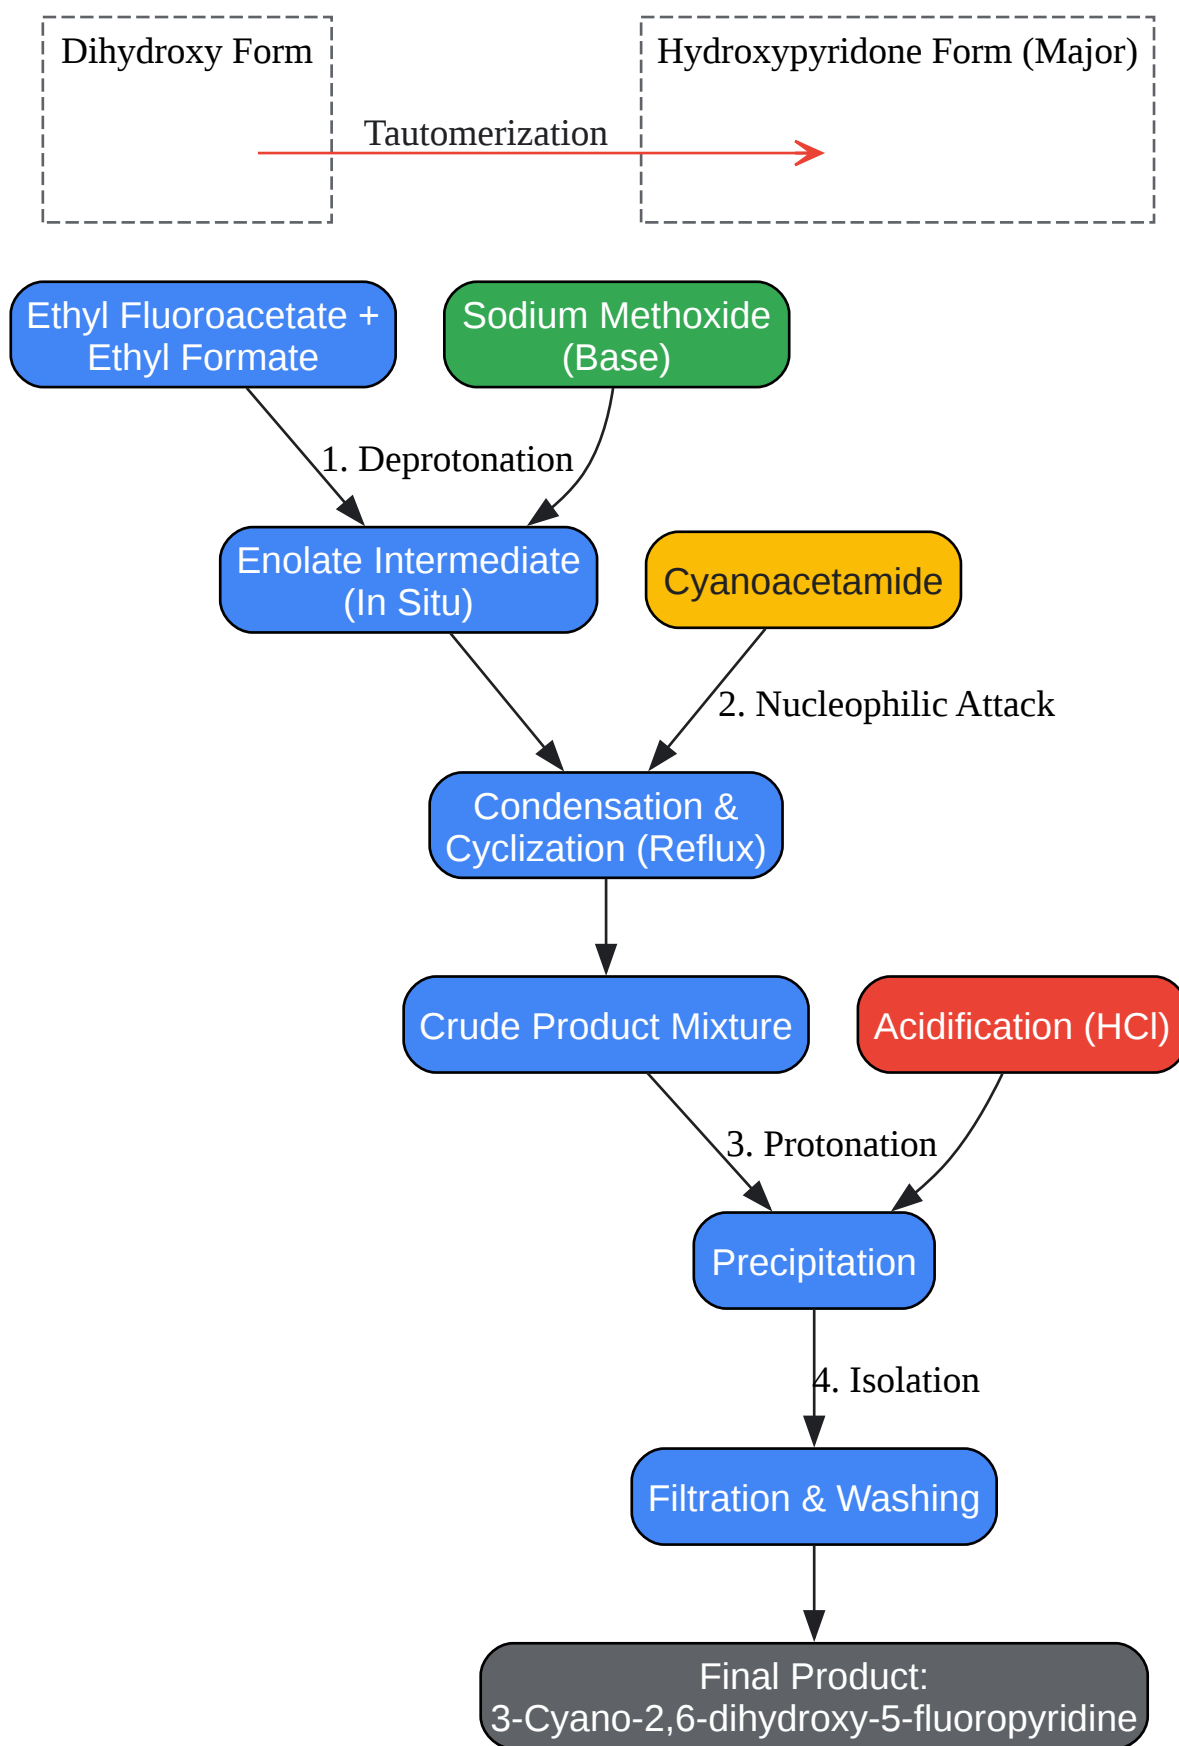 Dihydroxy Form
Hydroxypyridone Form (Major)
Tautomerization
Ethyl Fluoroacetate +
Ethyl Formate
Sodium Methoxide
(Base)
1. Deprotonation
Enolate Intermediate
(In Situ)
Cyanoacetamide
2. Nucleophilic Attack
Condensation &
Cyclization (Reflux)
Crude Product Mixture
Acidification (HCl)
3. Protonation
Precipitation
4. Isolation
Filtration & Washing
Final Product:
3-Cyano-2,6-dihydroxy-5-fluoropyridine